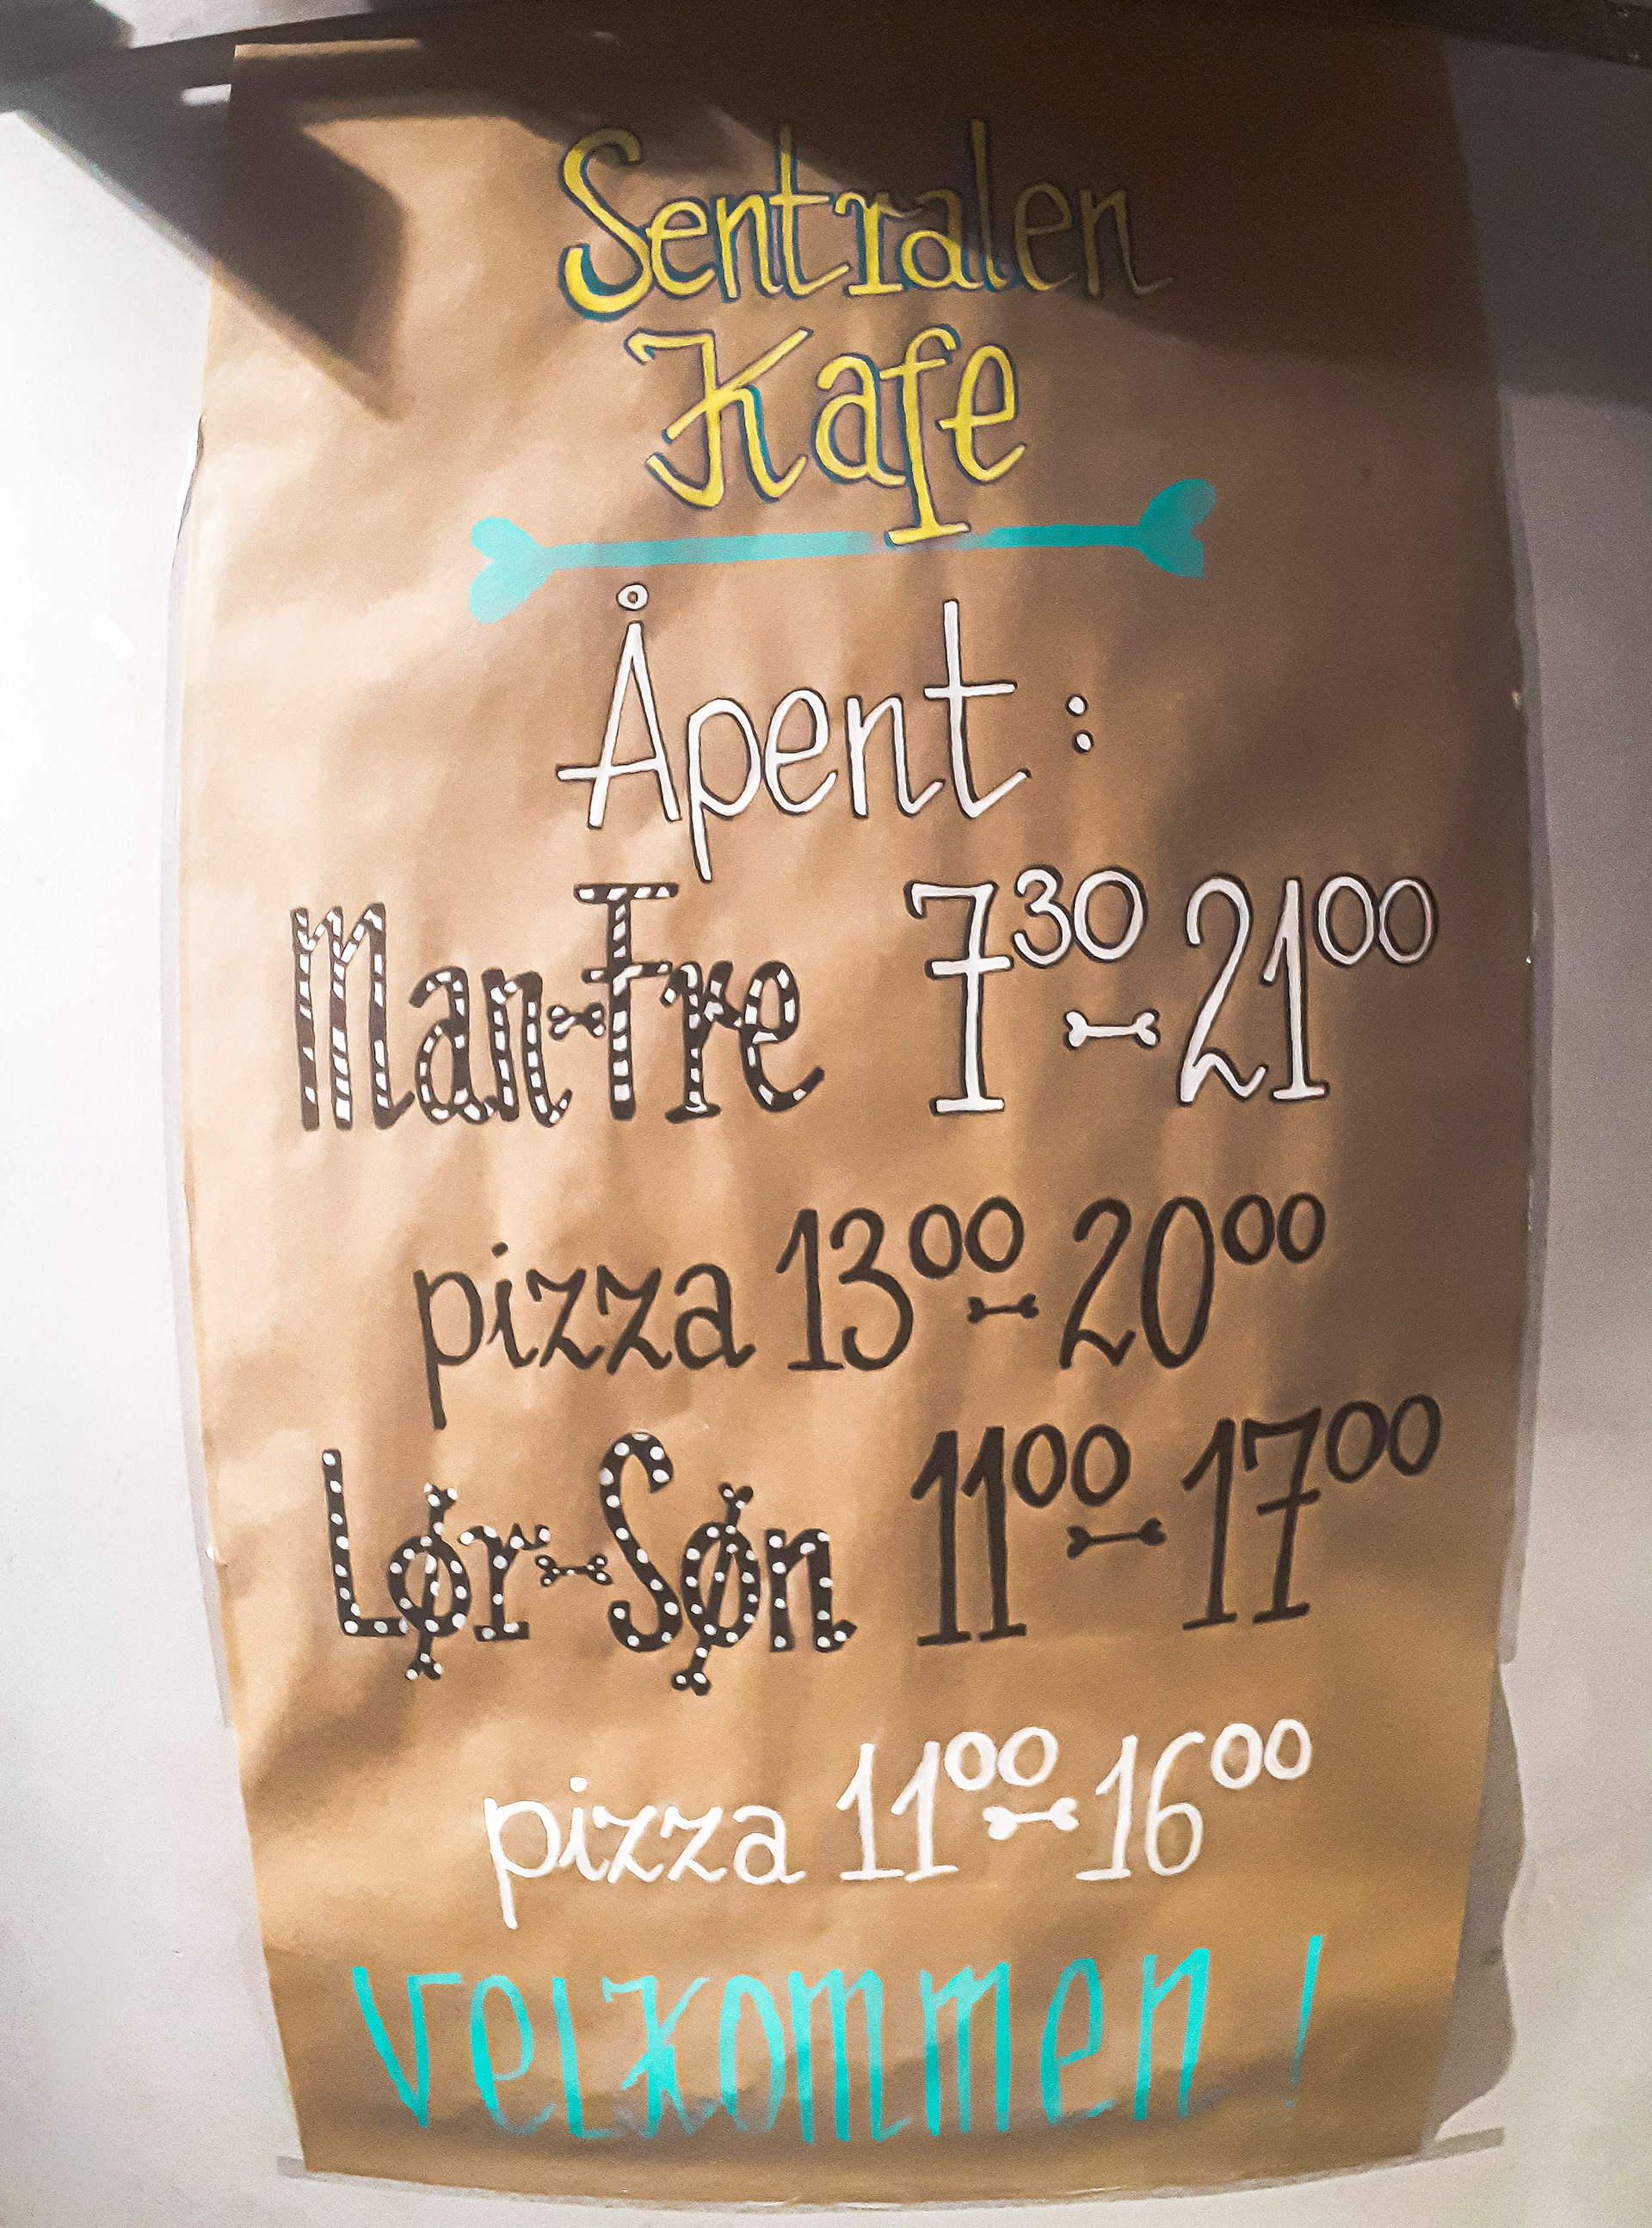 Sentralen
Kafe
Åpent:
Man-Fre 7³⁰-21⁰⁰
pizza 13⁰⁰-20⁰⁰
Lør-Søn 11⁰⁰-17⁰⁰
pizza 11⁰⁰-16⁰⁰
Velkommen!